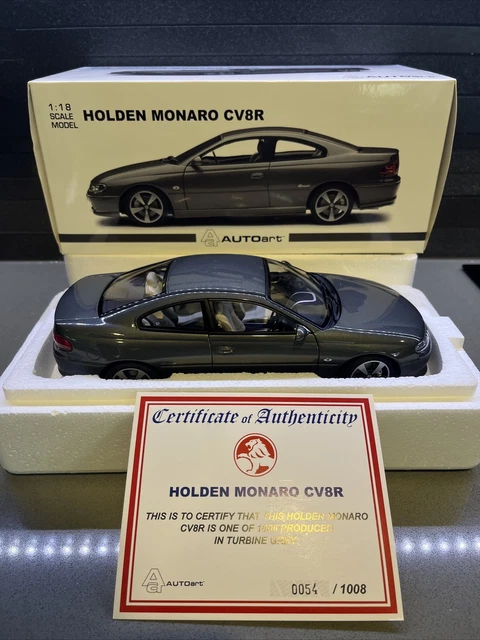 1:18
SCALE
MODEL
HOLDEN MONARO CV8R
AUTOart
Certificate of Authenticity
HOLDEN MONARO CV8R
THIS IS TO CERTIFY THAT THIS HOLDEN MONARO
CV8R IS ONE OF 1008 PRODUCED
IN TURBINE
AUTOart
0054 / 1008